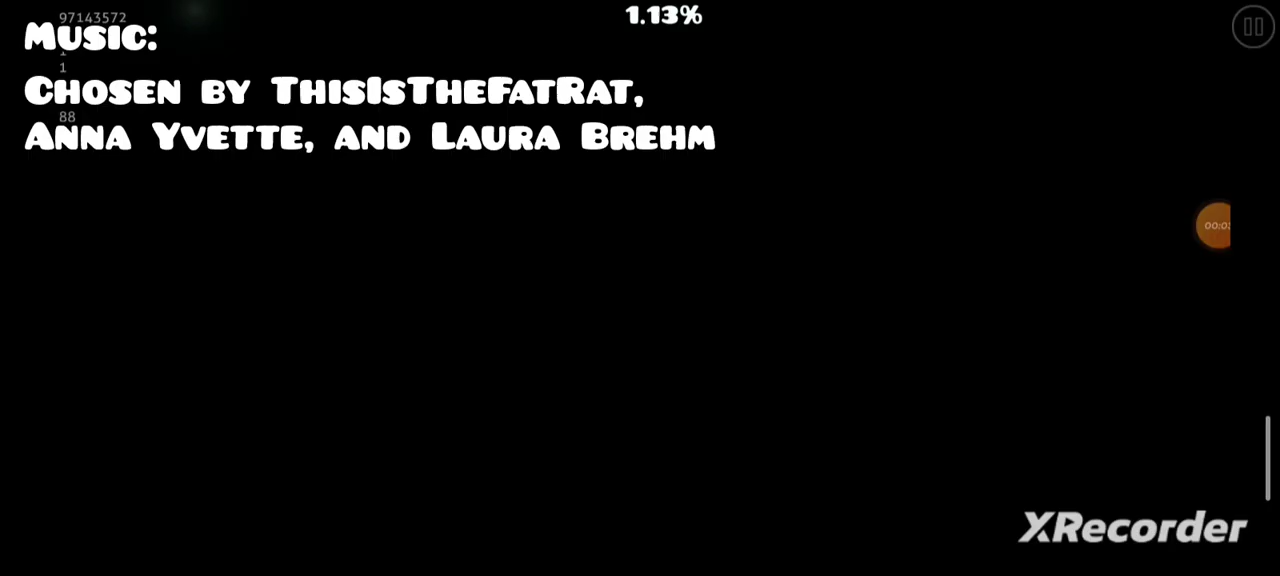 97143572
1.13%
Music:
1
Chosen by ThisIsTheFatRat,
88
Anna Yvette, and Laura Brehm
XRecorder